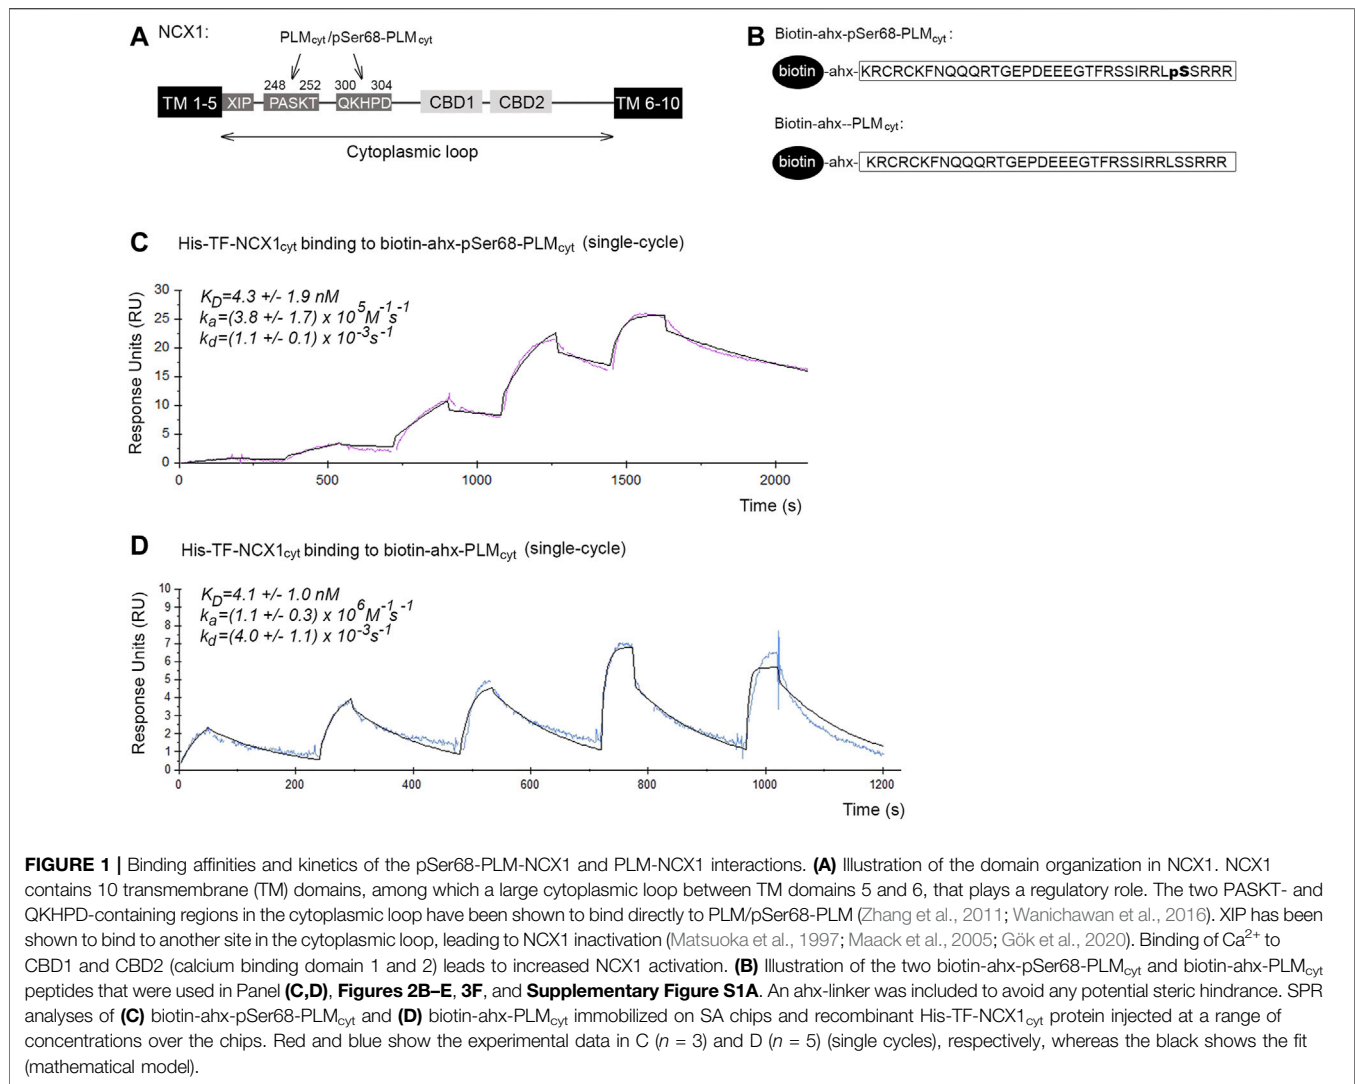 A NCX1:
PLMcyt/pSer68-PLMcyt
248 252 300 304
TM 1-5 XIP PASKT QKHPD CBD1 CBD2 TM 6-10
Cytoplasmic loop
B Biotin-ahx-pSer68-PLMcyt:
biotin -ahx- KRCRCKFNQQQRTGEPDEEEGTFRSSIRRLpSSRRR
Biotin-ahx--PLMcyt:
biotin -ahx- KRCRCKFNQQQRTGEPDEEEGTFRSSIRRLSSRRR
C His-TF-NCX1cyt binding to biotin-ahx-pSer68-PLMcyt (single-cycle)
KD=4.3 +/- 1.9 nM
ka=(3.8 +/- 1.7) x 10^5M^-1s^-1
kd=(1.1 +/- 0.1) x 10^-3s^-1
Response Units (RU)
30
25
20
15
10
5
0
0 500 1000 1500 2000
Time (s)
D His-TF-NCX1cyt binding to biotin-ahx-PLMcyt (single-cycle)
KD=4.1 +/- 1.0 nM
ka=(1.1 +/- 0.3) x 10^6M^-1s^-1
kd=(4.0 +/- 1.1) x 10^-3s^-1
Response Units (RU)
10
9
8
7
6
5
4
3
2
1
0
0 200 400 600 800 1000 1200
Time (s)
FIGURE 1 | Binding affinities and kinetics of the pSer68-PLM-NCX1 and PLM-NCX1 interactions. (A) Illustration of the domain organization in NCX1. NCX1
contains 10 transmembrane (TM) domains, among which a large cytoplasmic loop between TM domains 5 and 6, that plays a regulatory role. The two PASKT- and
QKHPD-containing regions in the cytoplasmic loop have been shown to bind directly to PLM/pSer68-PLM (Zhang et al., 2011; Wanichawan et al., 2016). XIP has been
shown to bind to another site in the cytoplasmic loop, leading to NCX1 inactivation (Matsuoka et al., 1997; Maack et al., 2005; Gök et al., 2020). Binding of Ca2+ to
CBD1 and CBD2 (calcium binding domain 1 and 2) leads to increased NCX1 activation. (B) Illustration of the two biotin-ahx-pSer68-PLMcyt and biotin-ahx-PLMcyt
peptides that were used in Panel (C,D), Figures 2B–E, 3F, and Supplementary Figure S1A. An ahx-linker was included to avoid any potential steric hindrance. SPR
analyses of (C) biotin-ahx-pSer68-PLMcyt and (D) biotin-ahx-PLMcyt immobilized on SA chips and recombinant His-TF-NCX1cyt protein injected at a range of
concentrations over the chips. Red and blue show the experimental data in C (n = 3) and D (n = 5) (single cycles), respectively, whereas the black shows the fit
(mathematical model).